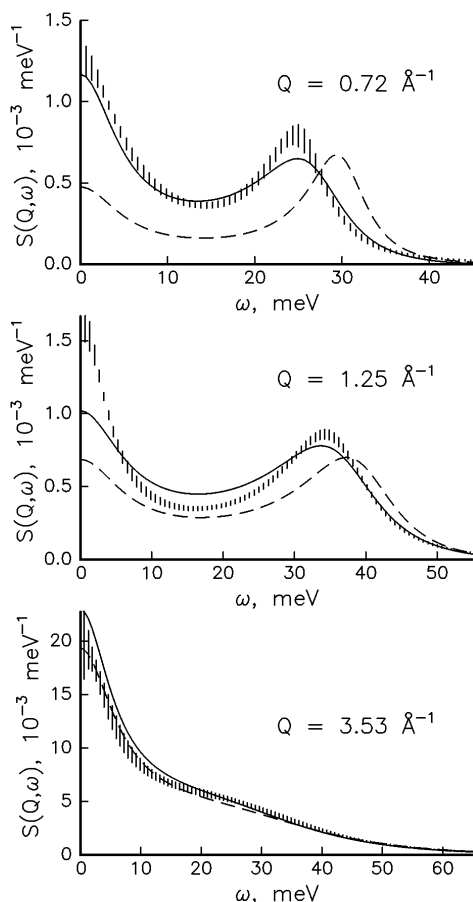 S(Q,ω), 10⁻³ meV⁻¹
1.5
1.0
0.5
0.0
Q = 0.72 Å⁻¹
0 10 20 30 40
ω, meV
S(Q,ω), 10⁻³ meV⁻¹
1.5
1.0
0.5
0.0
Q = 1.25 Å⁻¹
0 10 20 30 40 50
ω, meV
S(Q,ω), 10⁻³ meV⁻¹
20
15
10
5
0
Q = 3.53 Å⁻¹
0 10 20 30 40 50 60
ω, meV